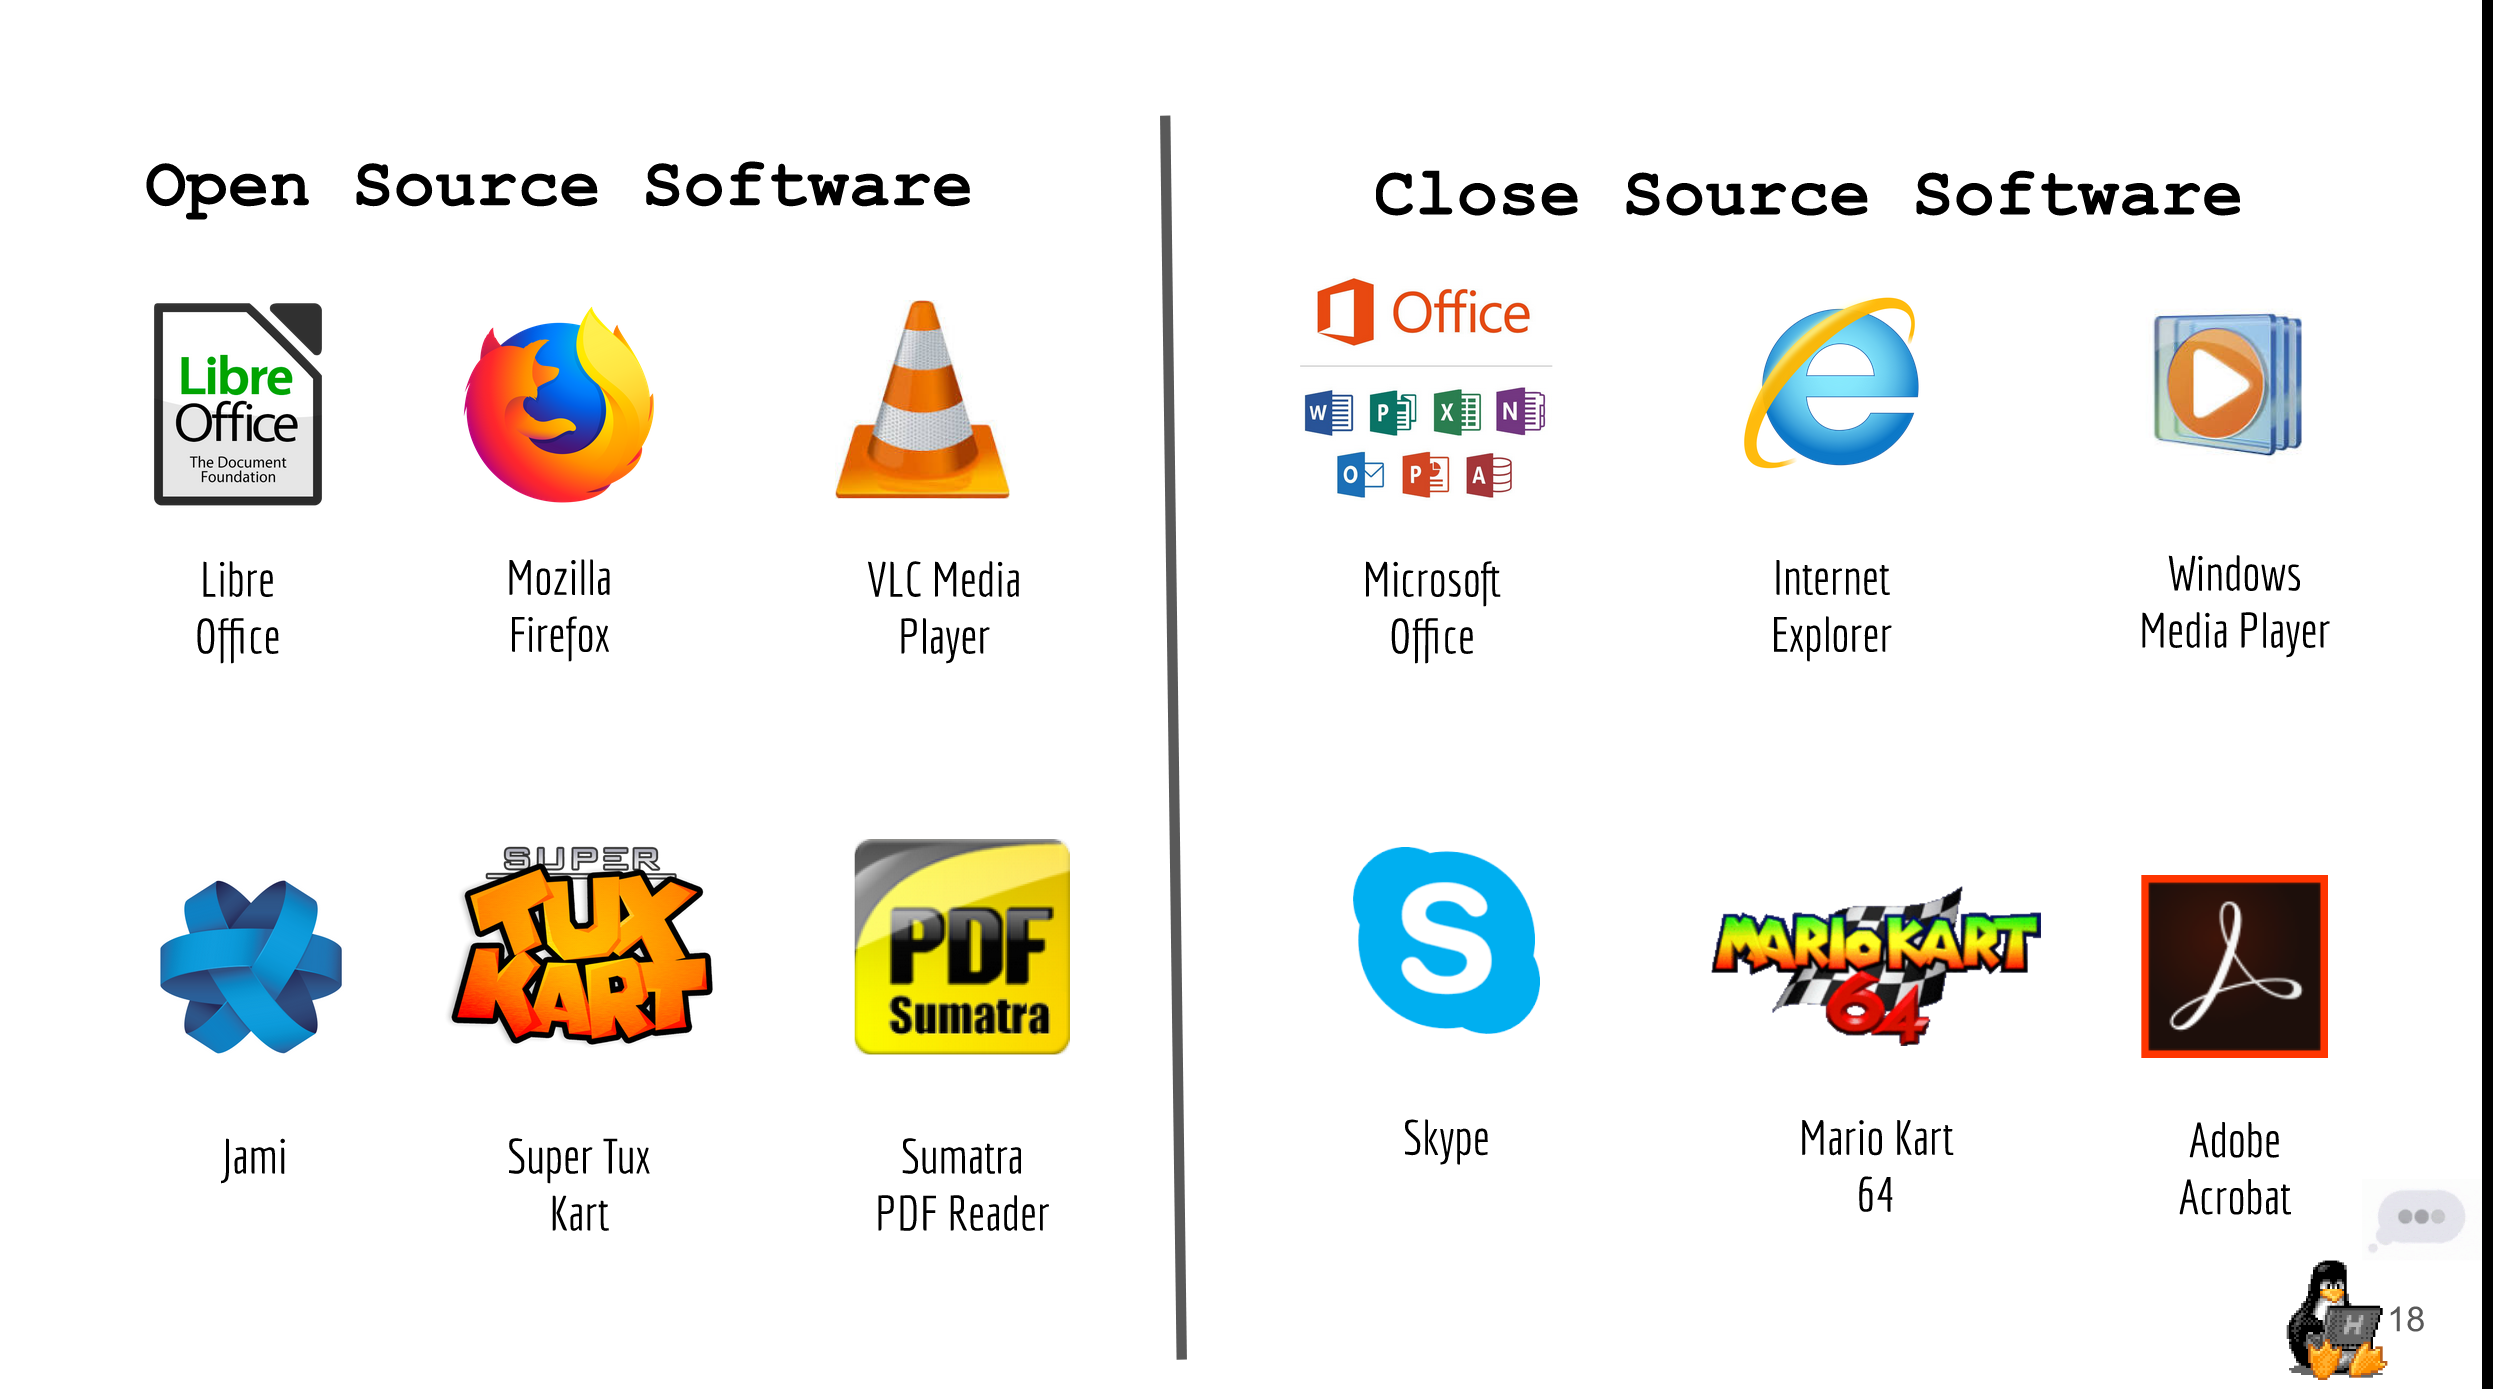 Open Source Software
Libre
Office
The Document
Foundation
Libre
Office
Mozilla
Firefox
VLC Media
Player
SUPER
TUX
KART
PDF
Sumatra
Jami
Super Tux
Kart
Sumatra
PDF Reader
Close Source Software
Office
W
P
X
N
O
P
A
e
Microsoft
Office
Internet
Explorer
Windows
Media Player
S
MARIO KART
64
Skype
Mario Kart
64
Adobe
Acrobat
H
18